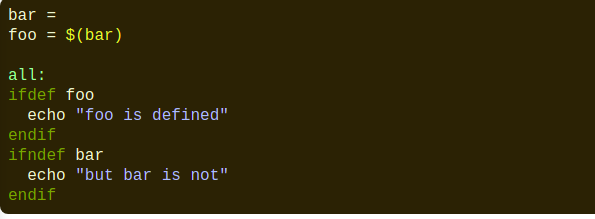 bar =
foo = $(bar)

all:
ifdef foo
  echo "foo is defined"
endif
ifndef bar
  echo "but bar is not"
endif